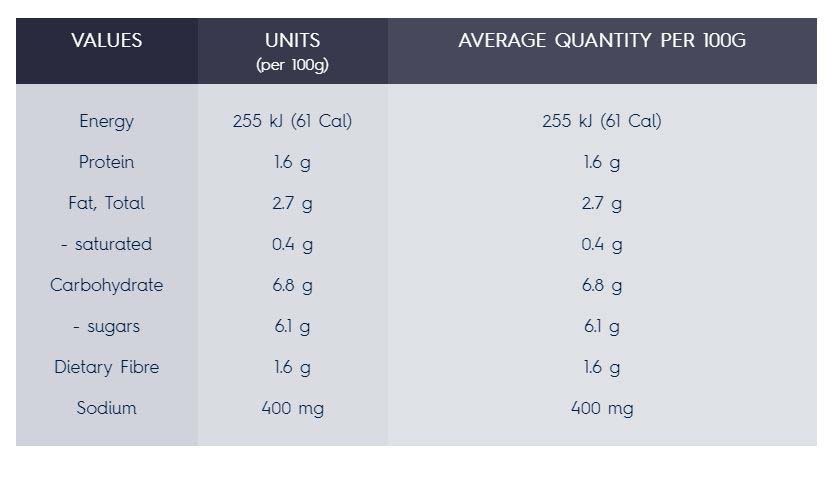 VALUES UNITS AVERAGE QUANTITY PER 100G
(per 100g)
Energy 255 kJ (61 Cal) 255 kJ (61 Cal)
Protein 1.6 g 1.6 g
Fat, Total 2.7 g 2.7 g
- saturated 0.4 g 0.4 g
Carbohydrate 6.8 g 6.8 g
- sugars 6.1 g 6.1 g
Dietary Fibre 1.6 g 1.6 g
Sodium 400 mg 400 mg